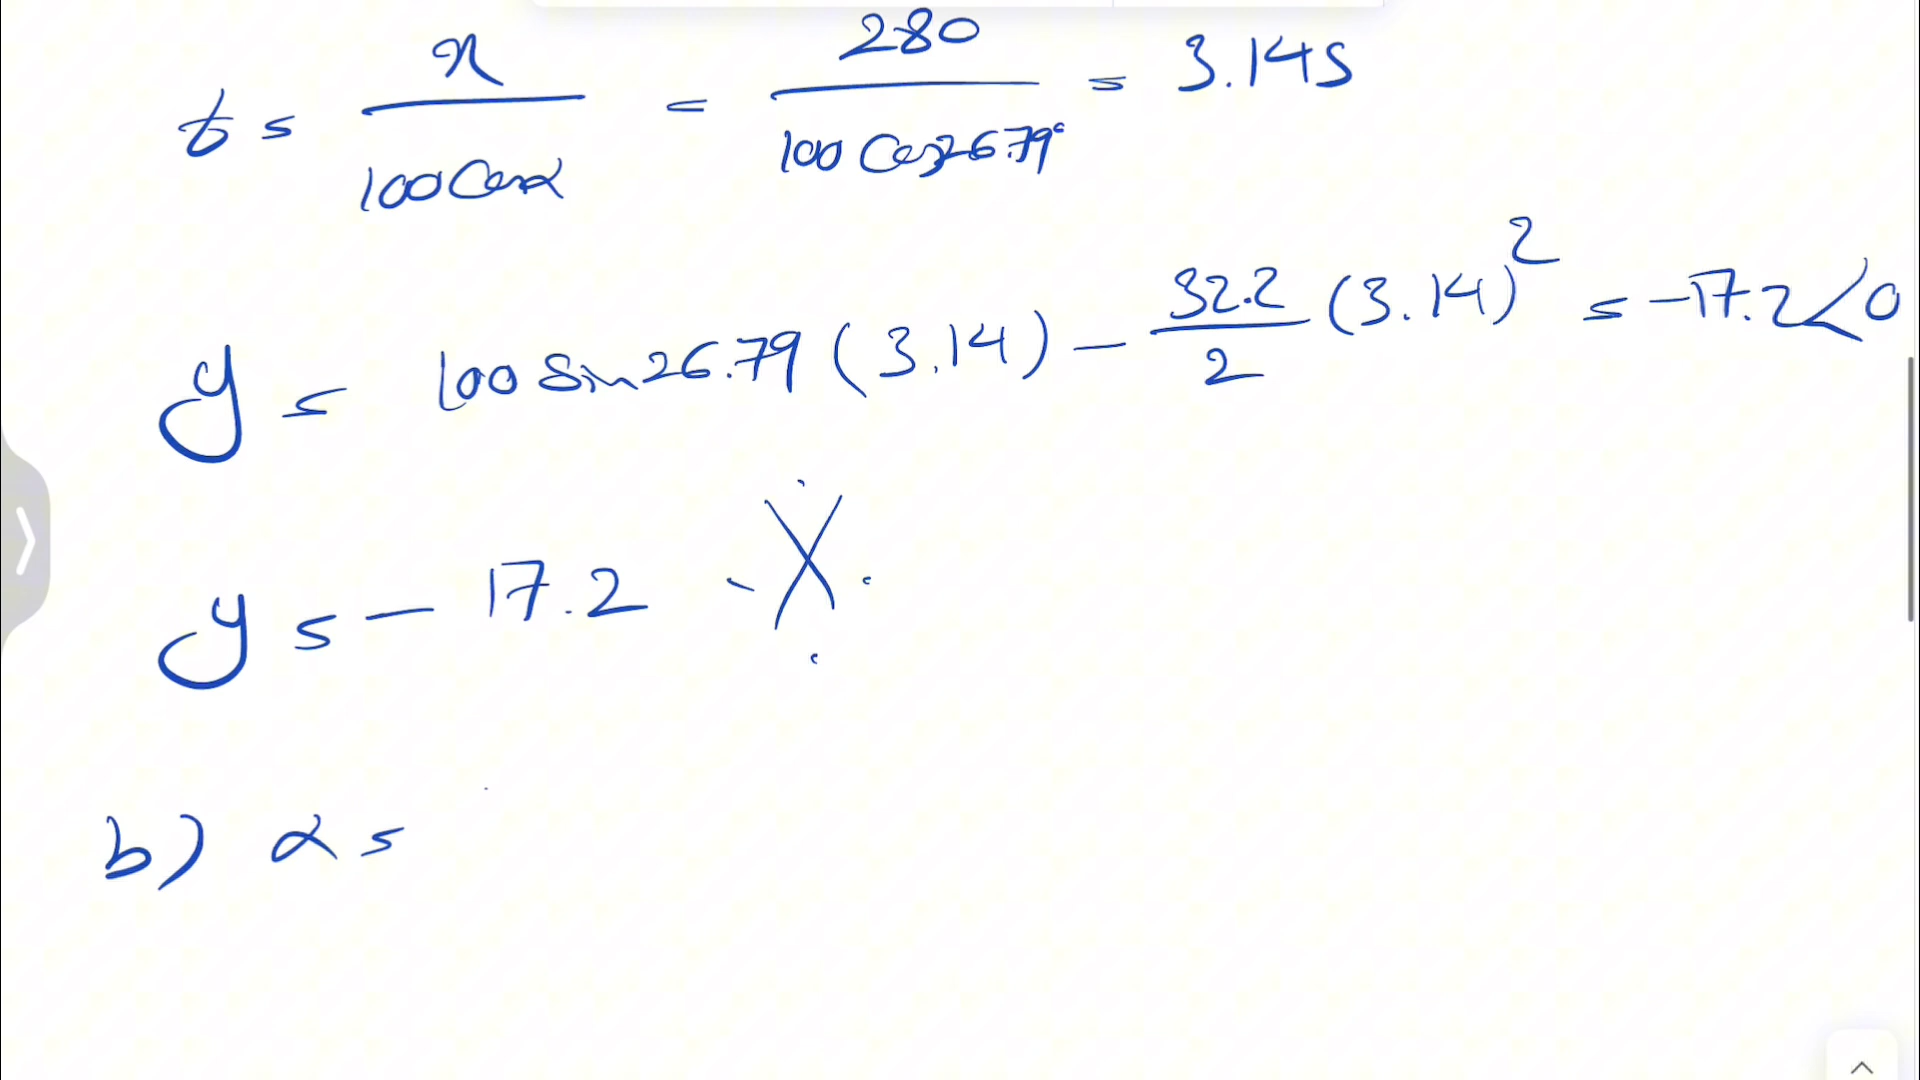 t = x / 100 Cos α = 280 / 100 Cos 26.79° = 3.14 s
y = 100 Sin 26.79 (3.14) − 32.2 / 2 (3.14)² = −17.2 < 0
y = − 17.2 X
b) α =